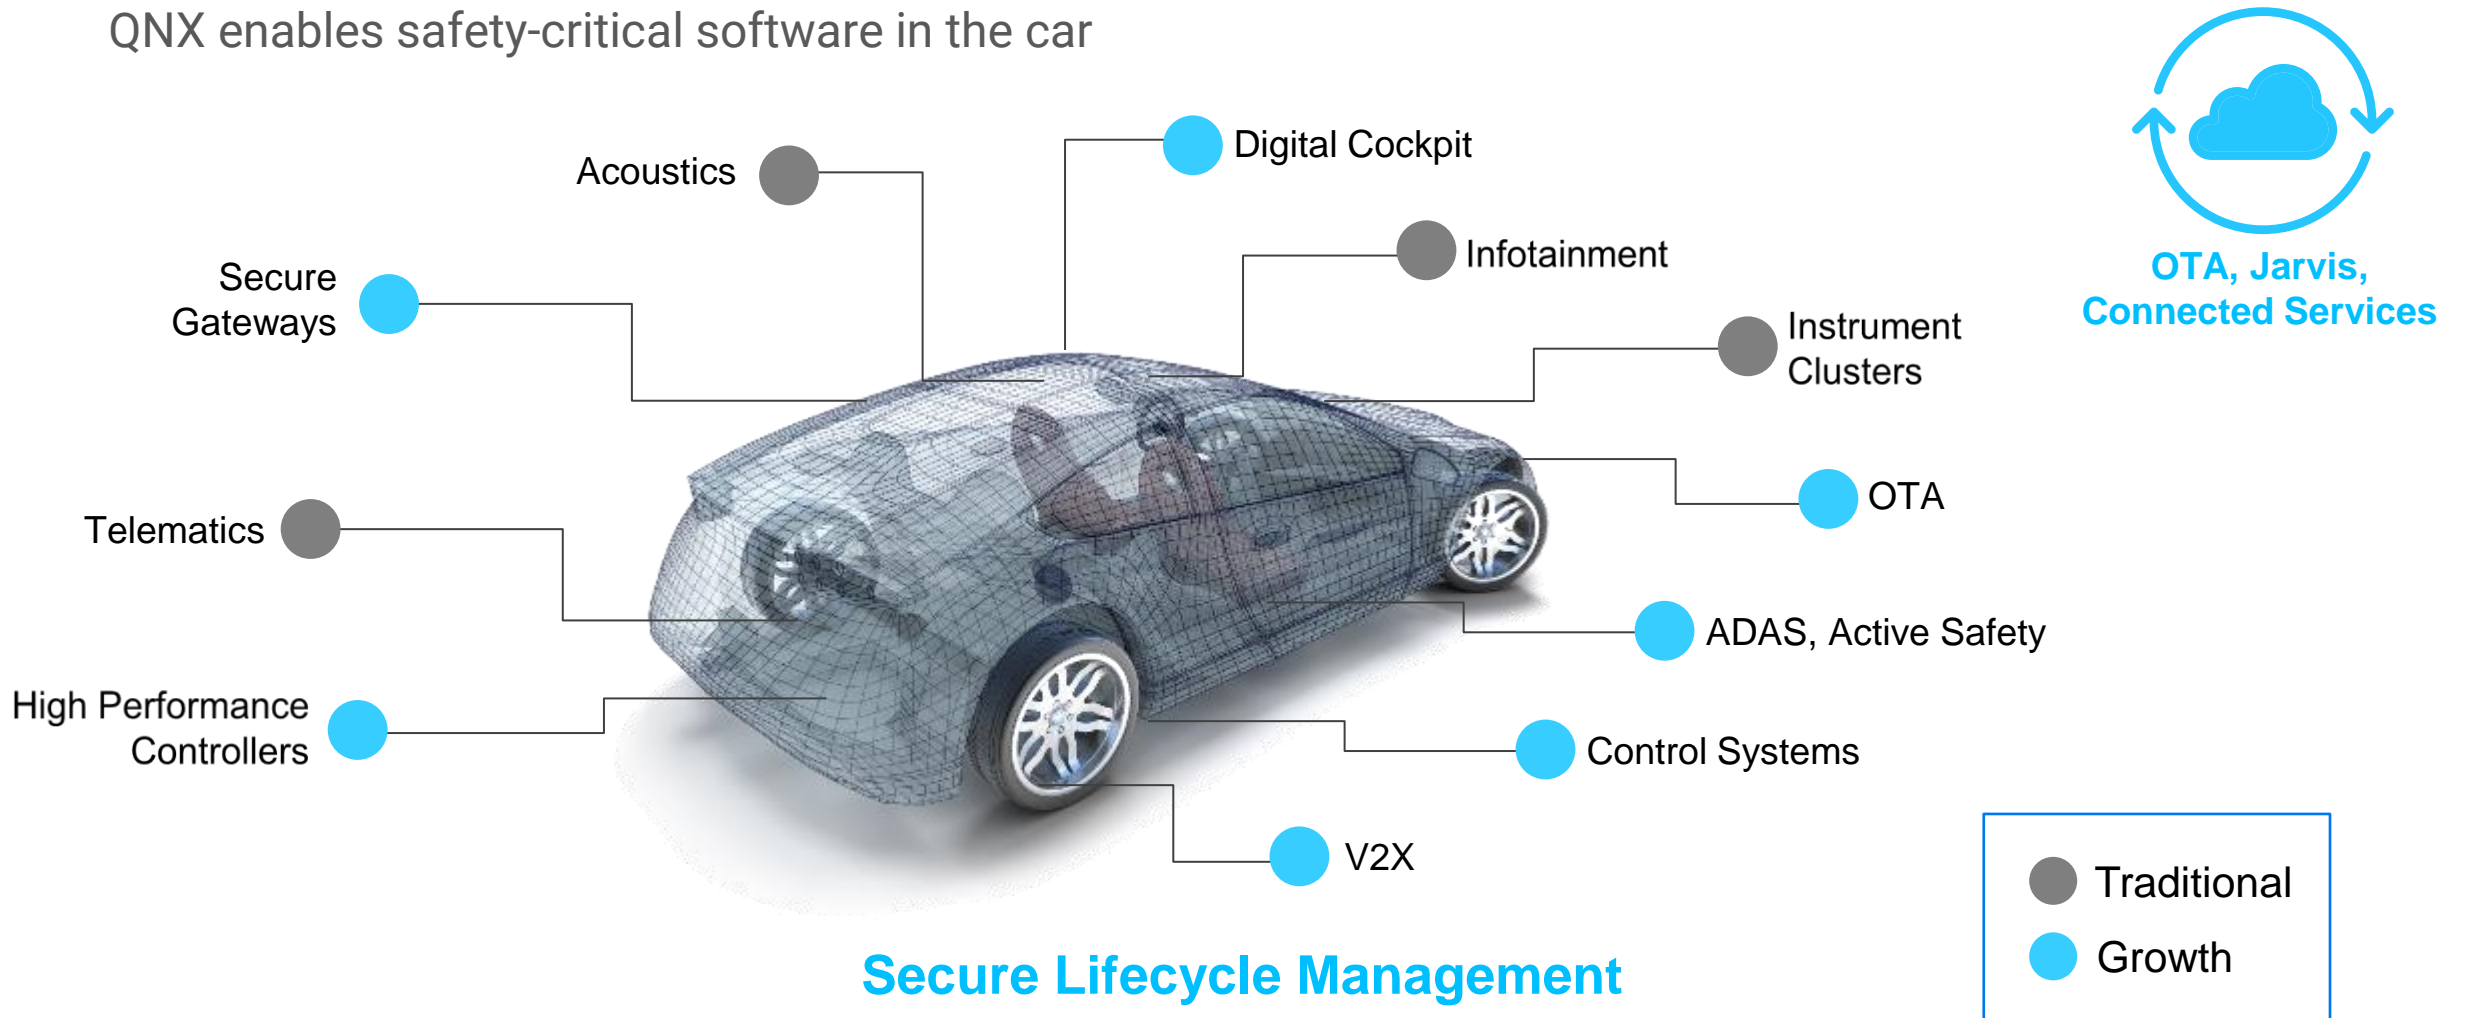 QNX enables safety-critical software in the car
Digital Cockpit
Acoustics
Infotainment
Secure
Gateways
OTA, Jarvis,
Connected Services
Instrument
Clusters
OTA
Telematics
ADAS, Active Safety
High Performance
Controllers
Control Systems
V2X
Traditional
Growth
Secure Lifecycle Management